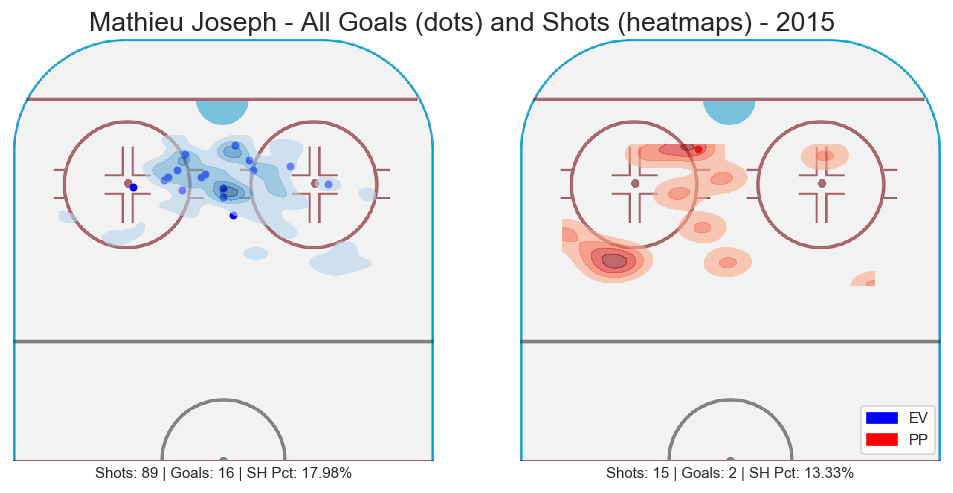 Mathieu Joseph - All Goals (dots) and Shots (heatmaps) - 2015
EV
PP
Shots: 89 | Goals: 16 | SH Pct: 17.98%
Shots: 15 | Goals: 2 | SH Pct: 13.33%